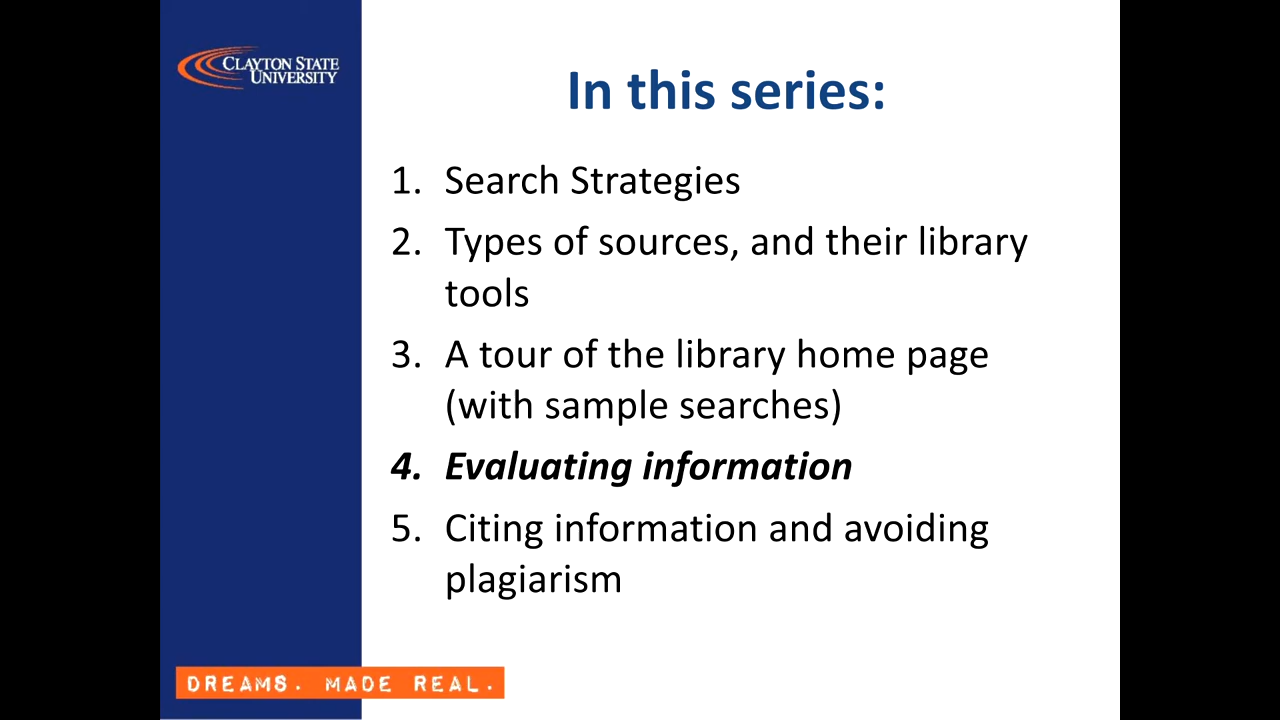 CLAYTON STATE
UNIVERSITY
In this series:
1. Search Strategies
2. Types of sources, and their library
tools
3. A tour of the library home page
(with sample searches)
4. Evaluating information
5. Citing information and avoiding
plagiarism
DREAMS. MADE REAL.